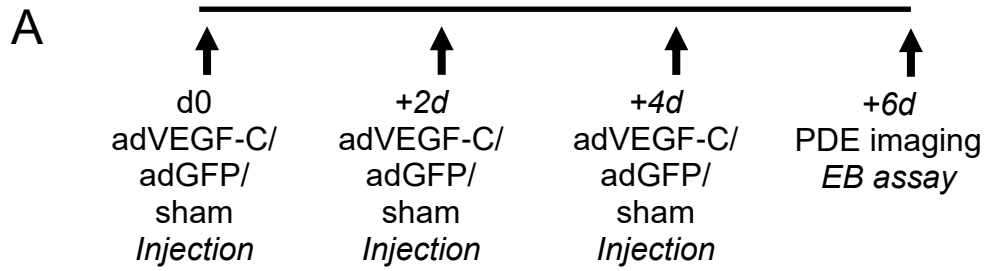 A
d0
adVEGF-C/
adGFP/
sham
Injection
+2d
adVEGF-C/
adGFP/
sham
Injection
+4d
adVEGF-C/
adGFP/
sham
Injection
+6d
PDE imaging
EB assay